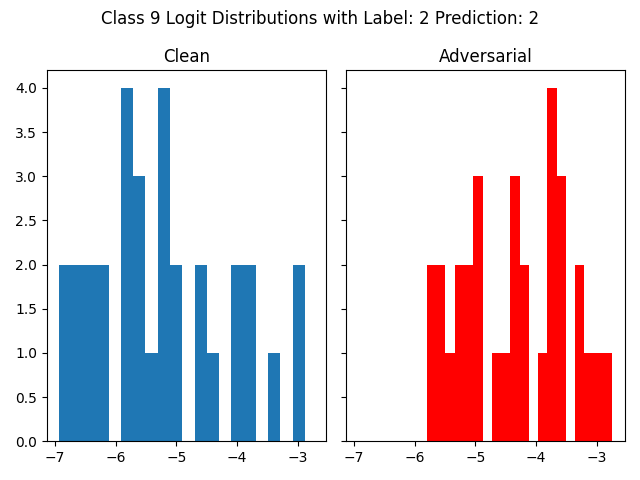 Class 9 Logit Distributions with Label: 2 Prediction: 2
Clean
Adversarial
4.0
3.5
3.0
2.5
2.0
1.5
1.0
0.5
0.0
−7 −6 −5 −4 −3
−7 −6 −5 −4 −3